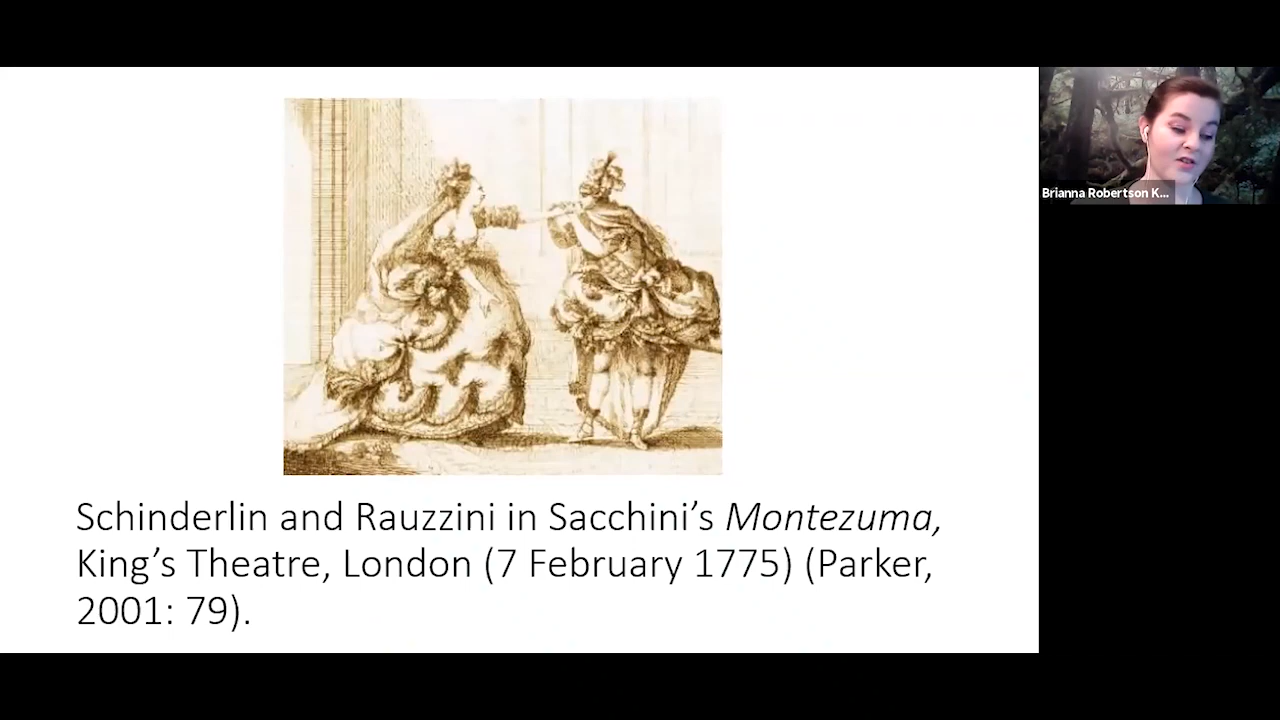 Schinderlin and Rauzzini in Sacchini’s Montezuma,
King’s Theatre, London (7 February 1775) (Parker,
2001: 79).
Brianna Robertson K...